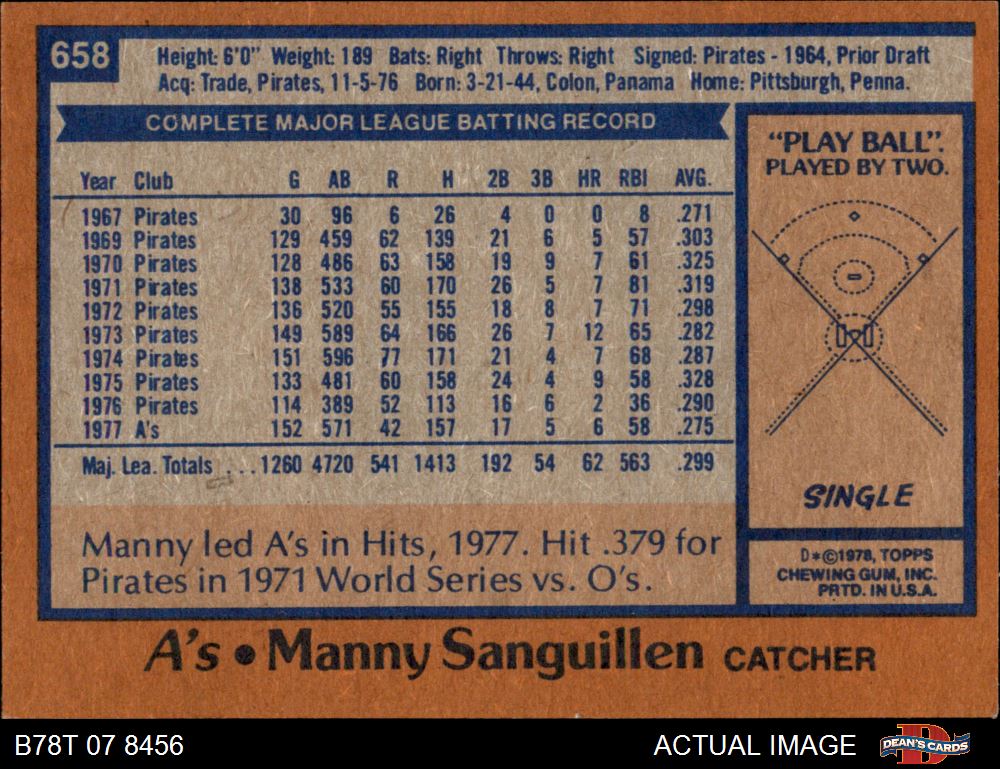 658
Height: 6'0" Weight: 189 Bats: Right Throws: Right Signed: Pirates - 1964, Prior Draft
Acq: Trade, Pirates, 11-5-76 Born: 3-21-44, Colon, Panama Home: Pittsburgh, Penna.
COMPLETE MAJOR LEAGUE BATTING RECORD
Year Club G AB R H 2B 3B HR RBI AVG.
1967 Pirates 30 96 6 26 4 0 0 8 .271
1969 Pirates 129 459 62 139 21 6 5 57 .303
1970 Pirates 128 486 63 158 19 9 7 61 .325
1971 Pirates 138 533 60 170 26 5 7 81 .319
1972 Pirates 136 520 55 155 18 8 7 71 .298
1973 Pirates 149 589 64 166 26 7 12 65 .282
1974 Pirates 151 596 77 171 21 4 7 68 .287
1975 Pirates 133 481 60 158 24 4 9 58 .328
1976 Pirates 114 389 52 113 16 6 2 36 .290
1977 A's 152 571 42 157 17 5 6 58 .275
Maj. Lea. Totals ... 1260 4720 541 1413 192 54 62 563 .299
Manny led A's in Hits, 1977. Hit .379 for
Pirates in 1971 World Series vs. O's.
"PLAY BALL".
PLAYED BY TWO.
SINGLE
D*©1978, TOPPS
CHEWING GUM, INC.
PRTD. IN U.S.A.
A's • Manny Sanguillen CATCHER
B78T 07 8456
ACTUAL IMAGE
DEAN'S CARDS